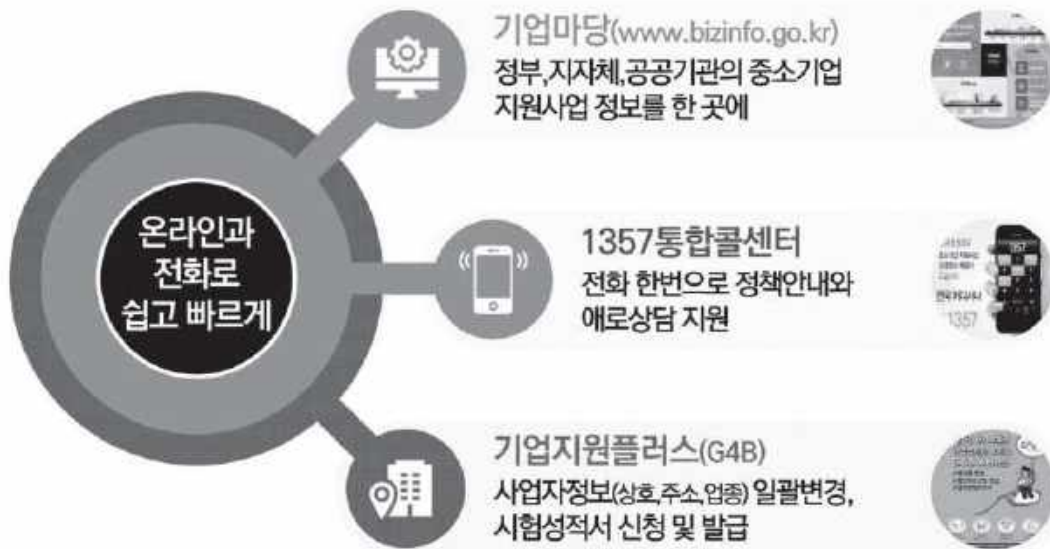 온라인과
전화로
쉽고 빠르게
기업마당(www.bizinfo.go.kr)
정부,지자체,공공기관의 중소기업
지원사업 정보를 한 곳에
1357통합콜센터
전화 한번으로 정책안내와
애로상담 지원
1357
기업지원플러스(G4B)
사업자정보(상호,주소,업종) 일괄변경,
시험성적서 신청 및 발급